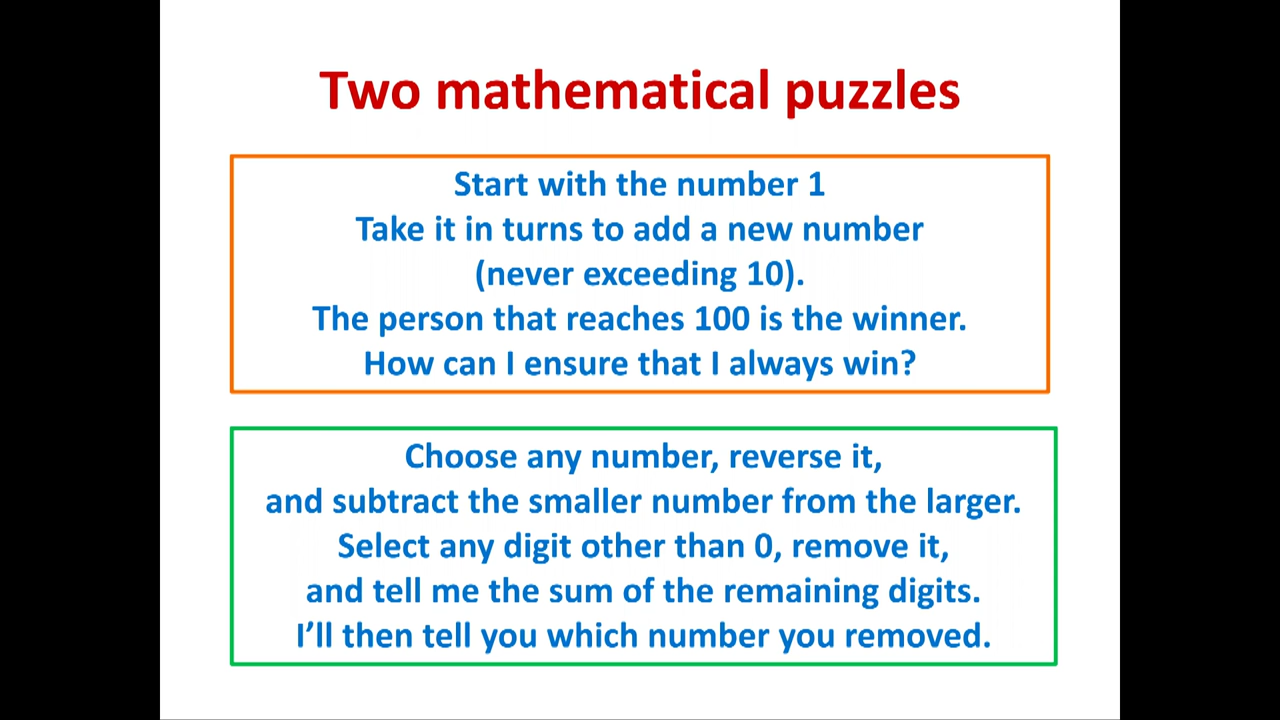 Two mathematical puzzles
Start with the number 1
Take it in turns to add a new number
(never exceeding 10).
The person that reaches 100 is the winner.
How can I ensure that I always win?
Choose any number, reverse it,
and subtract the smaller number from the larger.
Select any digit other than 0, remove it,
and tell me the sum of the remaining digits.
I’ll then tell you which number you removed.